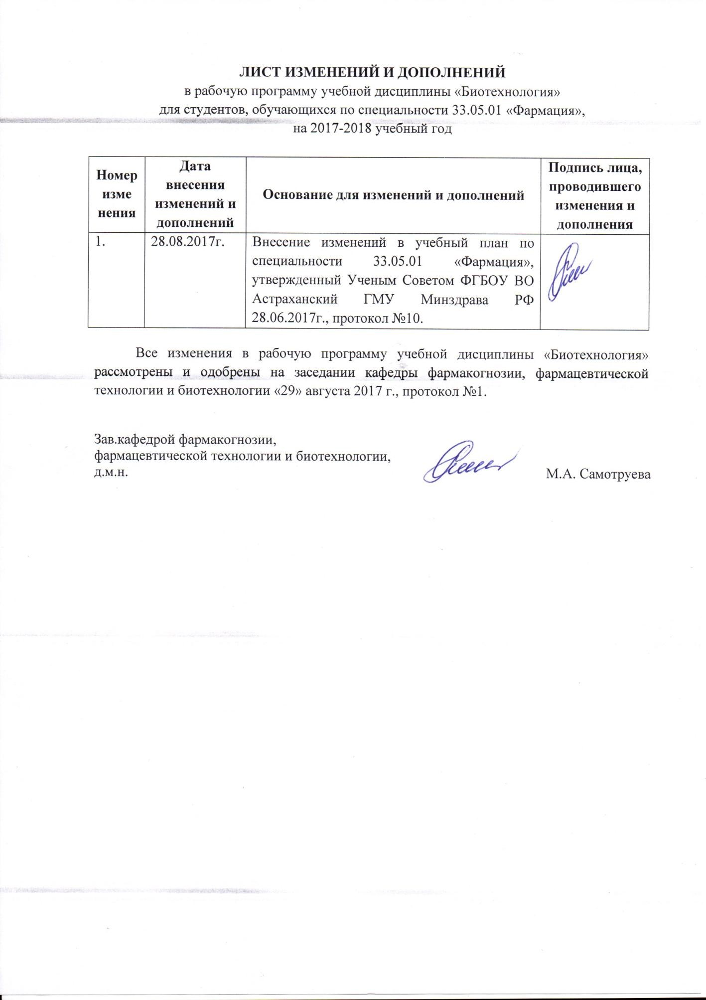 ЛИСТ ИЗМЕНЕНИЙ И ДОПОЛНЕНИЙ
в рабочую программу учебной дисциплины «Биотехнология»
для студентов, обучающихся по специальности 33.05.01 «Фармация»,
на 2017-2018 учебный год
Номер
изме
нения
Дата
внесения
изменений и
дополнений
Основание для изменений и дополнений
Подпись лица,
проводившего
изменения и
дополнения
1.
28.08.2017г.
Внесение изменений в учебный план по
специальности 33.05.01 «Фармация»,
утвержденный Ученым Советом ФГБОУ ВО
Астраханский ГМУ Минздрава РФ
28.06.2017г., протокол №10.
Все изменения в рабочую программу учебной дисциплины «Биотехнология»
рассмотрены и одобрены на заседании кафедры фармакогнозии, фармацевтической
технологии и биотехнологии «29» августа 2017 г., протокол №1.
Зав.кафедрой фармакогнозии,
фармацевтической технологии и биотехнологии,
д.м.н.
М.А. Самотруева